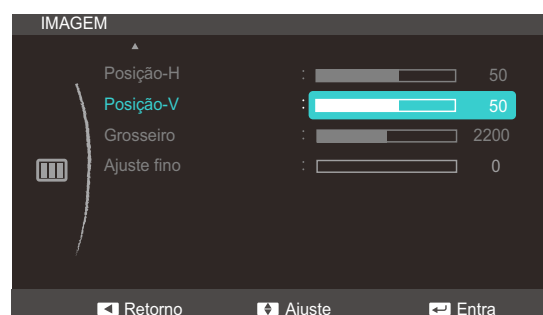 IMAGEM
Posição-H : 50
Posição-V : 50
Grosseiro : 2200
Ajuste fino : 0
Retorno Ajuste Entra